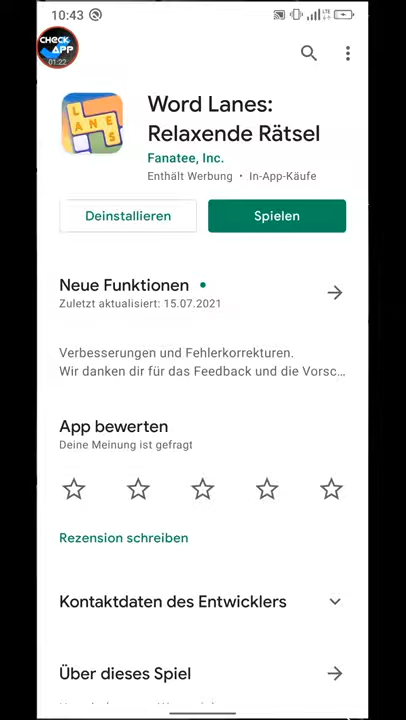 10:43
LTE
CHECK
APP
01:22
L
ANE
S
Word Lanes:
Relaxende Rätsel
Fanatee, Inc.
Enthält Werbung • In-App-Käufe
Deinstallieren
Spielen
Neue Funktionen
Zuletzt aktualisiert: 15.07.2021
Verbesserungen und Fehlerkorrekturen.
Wir danken dir für das Feedback und die Vorsc...
App bewerten
Deine Meinung ist gefragt
Rezension schreiben
Kontaktdaten des Entwicklers
Über dieses Spiel